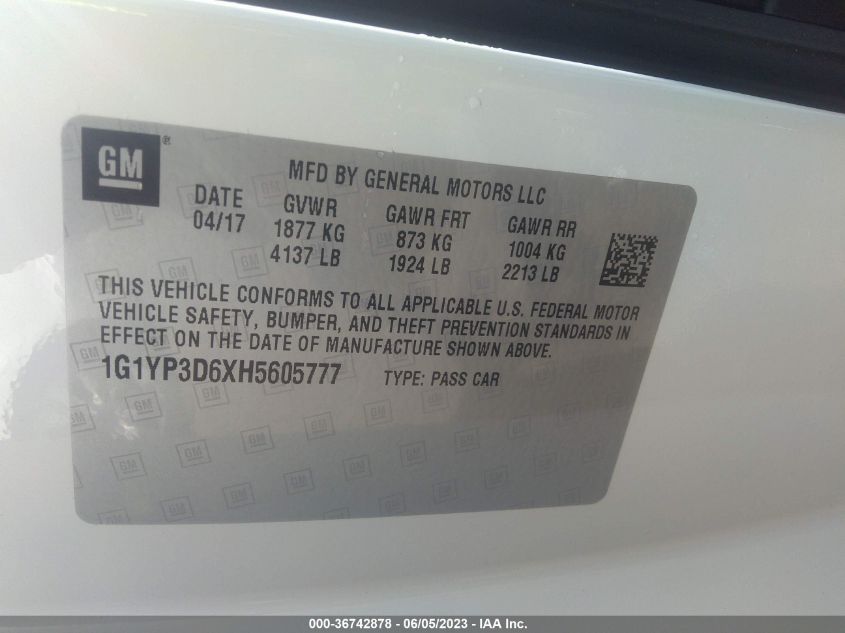 GM®
MFD BY GENERAL MOTORS LLC
DATE GVWR GAWR FRT GAWR RR
04/17 1877 KG 873 KG 1004 KG
4137 LB 1924 LB 2213 LB
THIS VEHICLE CONFORMS TO ALL APPLICABLE U.S. FEDERAL MOTOR
VEHICLE SAFETY, BUMPER, AND THEFT PREVENTION STANDARDS IN
EFFECT ON THE DATE OF MANUFACTURE SHOWN ABOVE.
1G1YP3D6XH5605777 TYPE: PASS CAR
000-36742878 - 06/05/2023 - IAA Inc.